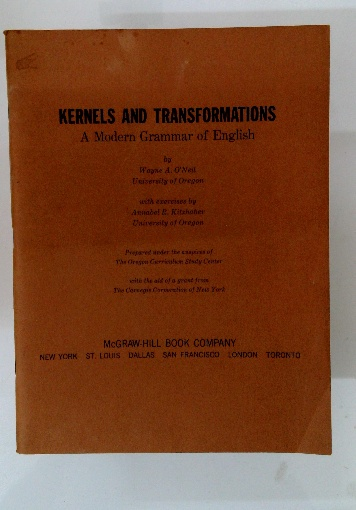 KERNELS AND TRANSFORMATIONS
A Modern Grammar of English
by
Wayne A. O'Neil
University of Oregon
with exercises by
Annabel R. Kitzhaber
University of Oregon
Prepared under the auspices of
The Oregon Curriculum Study Center
with the aid of a grant from
The Carnegie Corporation of New York
McGRAW-HILL BOOK COMPANY
NEW YORK ST. LOUIS DALLAS SAN FRANCISCO LONDON TORONTO